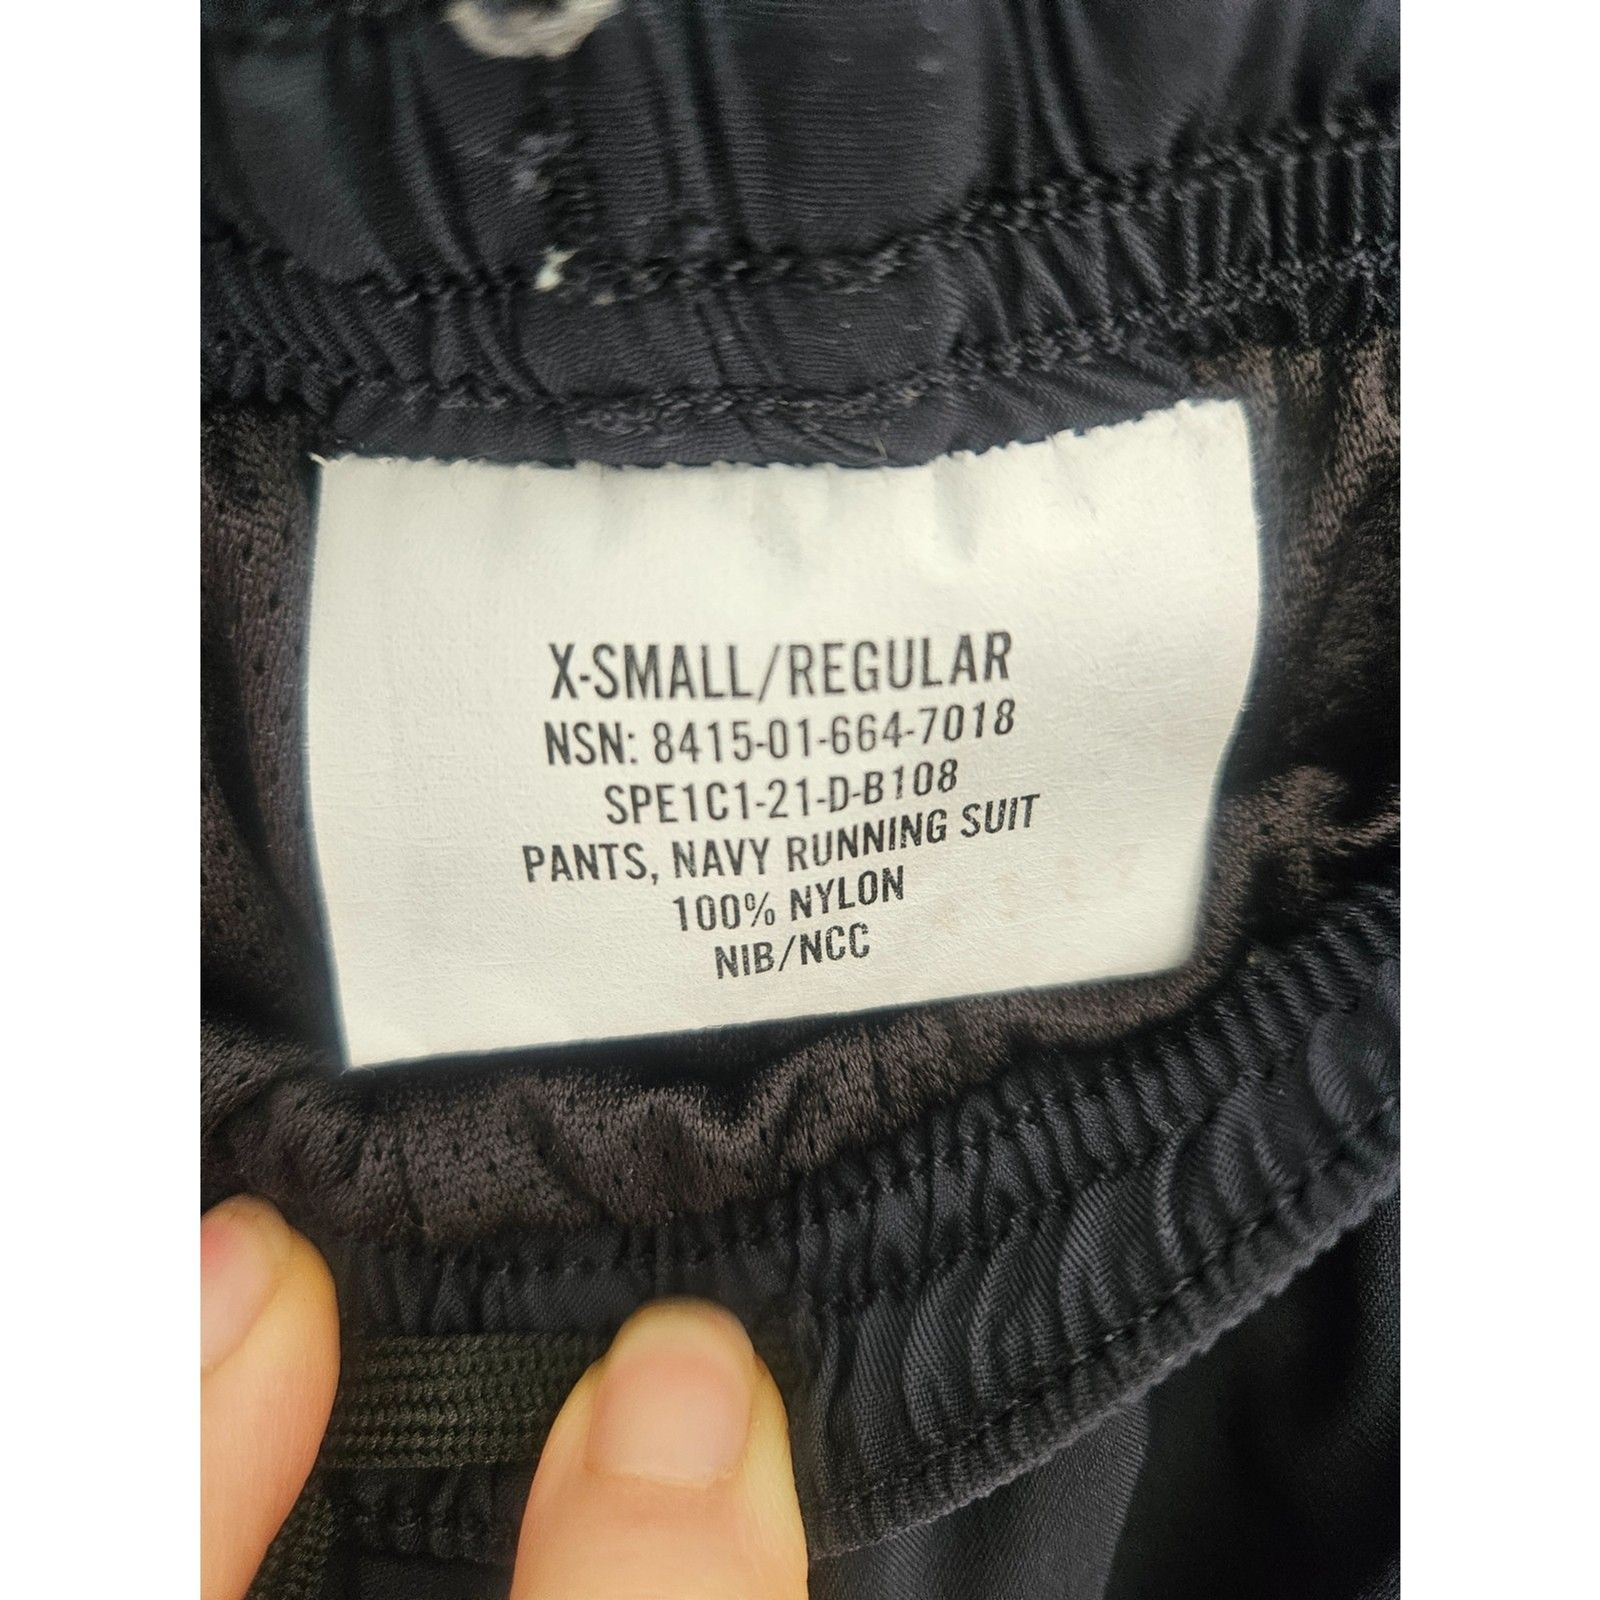 X-SMALL/REGULAR
NSN: 8415-01-664-7018
SPE1C1-21-D-B108
PANTS, NAVY RUNNING SUIT
100% NYLON
NIB/NCC